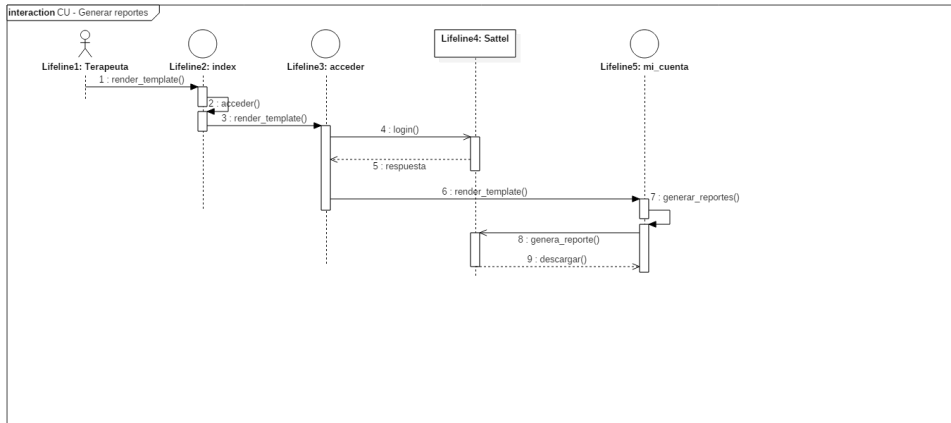 interaction CU - Generar reportes
Lifeline1: Terapeuta
Lifeline2: index
Lifeline3: acceder
Lifeline4: Sattel
Lifeline5: mi_cuenta
1 : render_template()
2 : acceder()
3 : render_template()
4 : login()
5 : respuesta
6 : render_template()
7 : generar_reportes()
8 : genera_reporte()
9 : descargar()